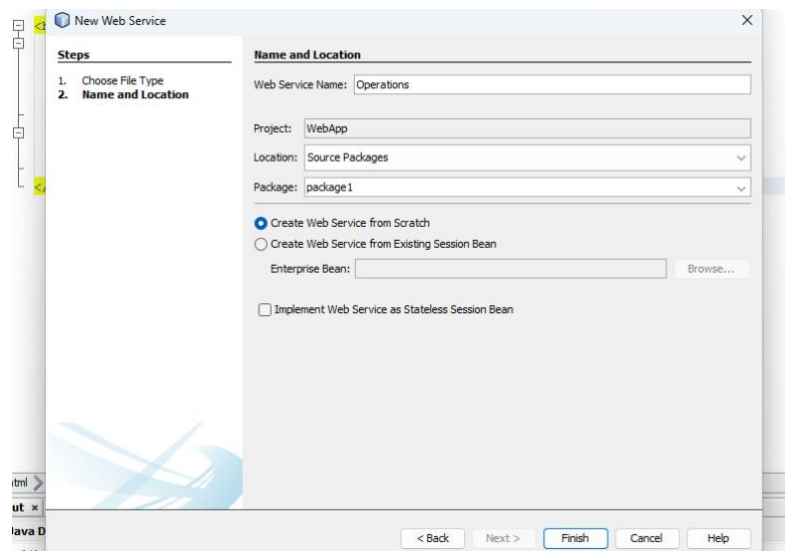 New Web Service
Steps
1. Choose File Type
2. Name and Location
Name and Location
Web Service Name: Operations
Project: WebApp
Location: Source Packages
Package: package1
Create Web Service from Scratch
Create Web Service from Existing Session Bean
Enterprise Bean: Browse...
Implement Web Service as Stateless Session Bean
< Back Next > Finish Cancel Help